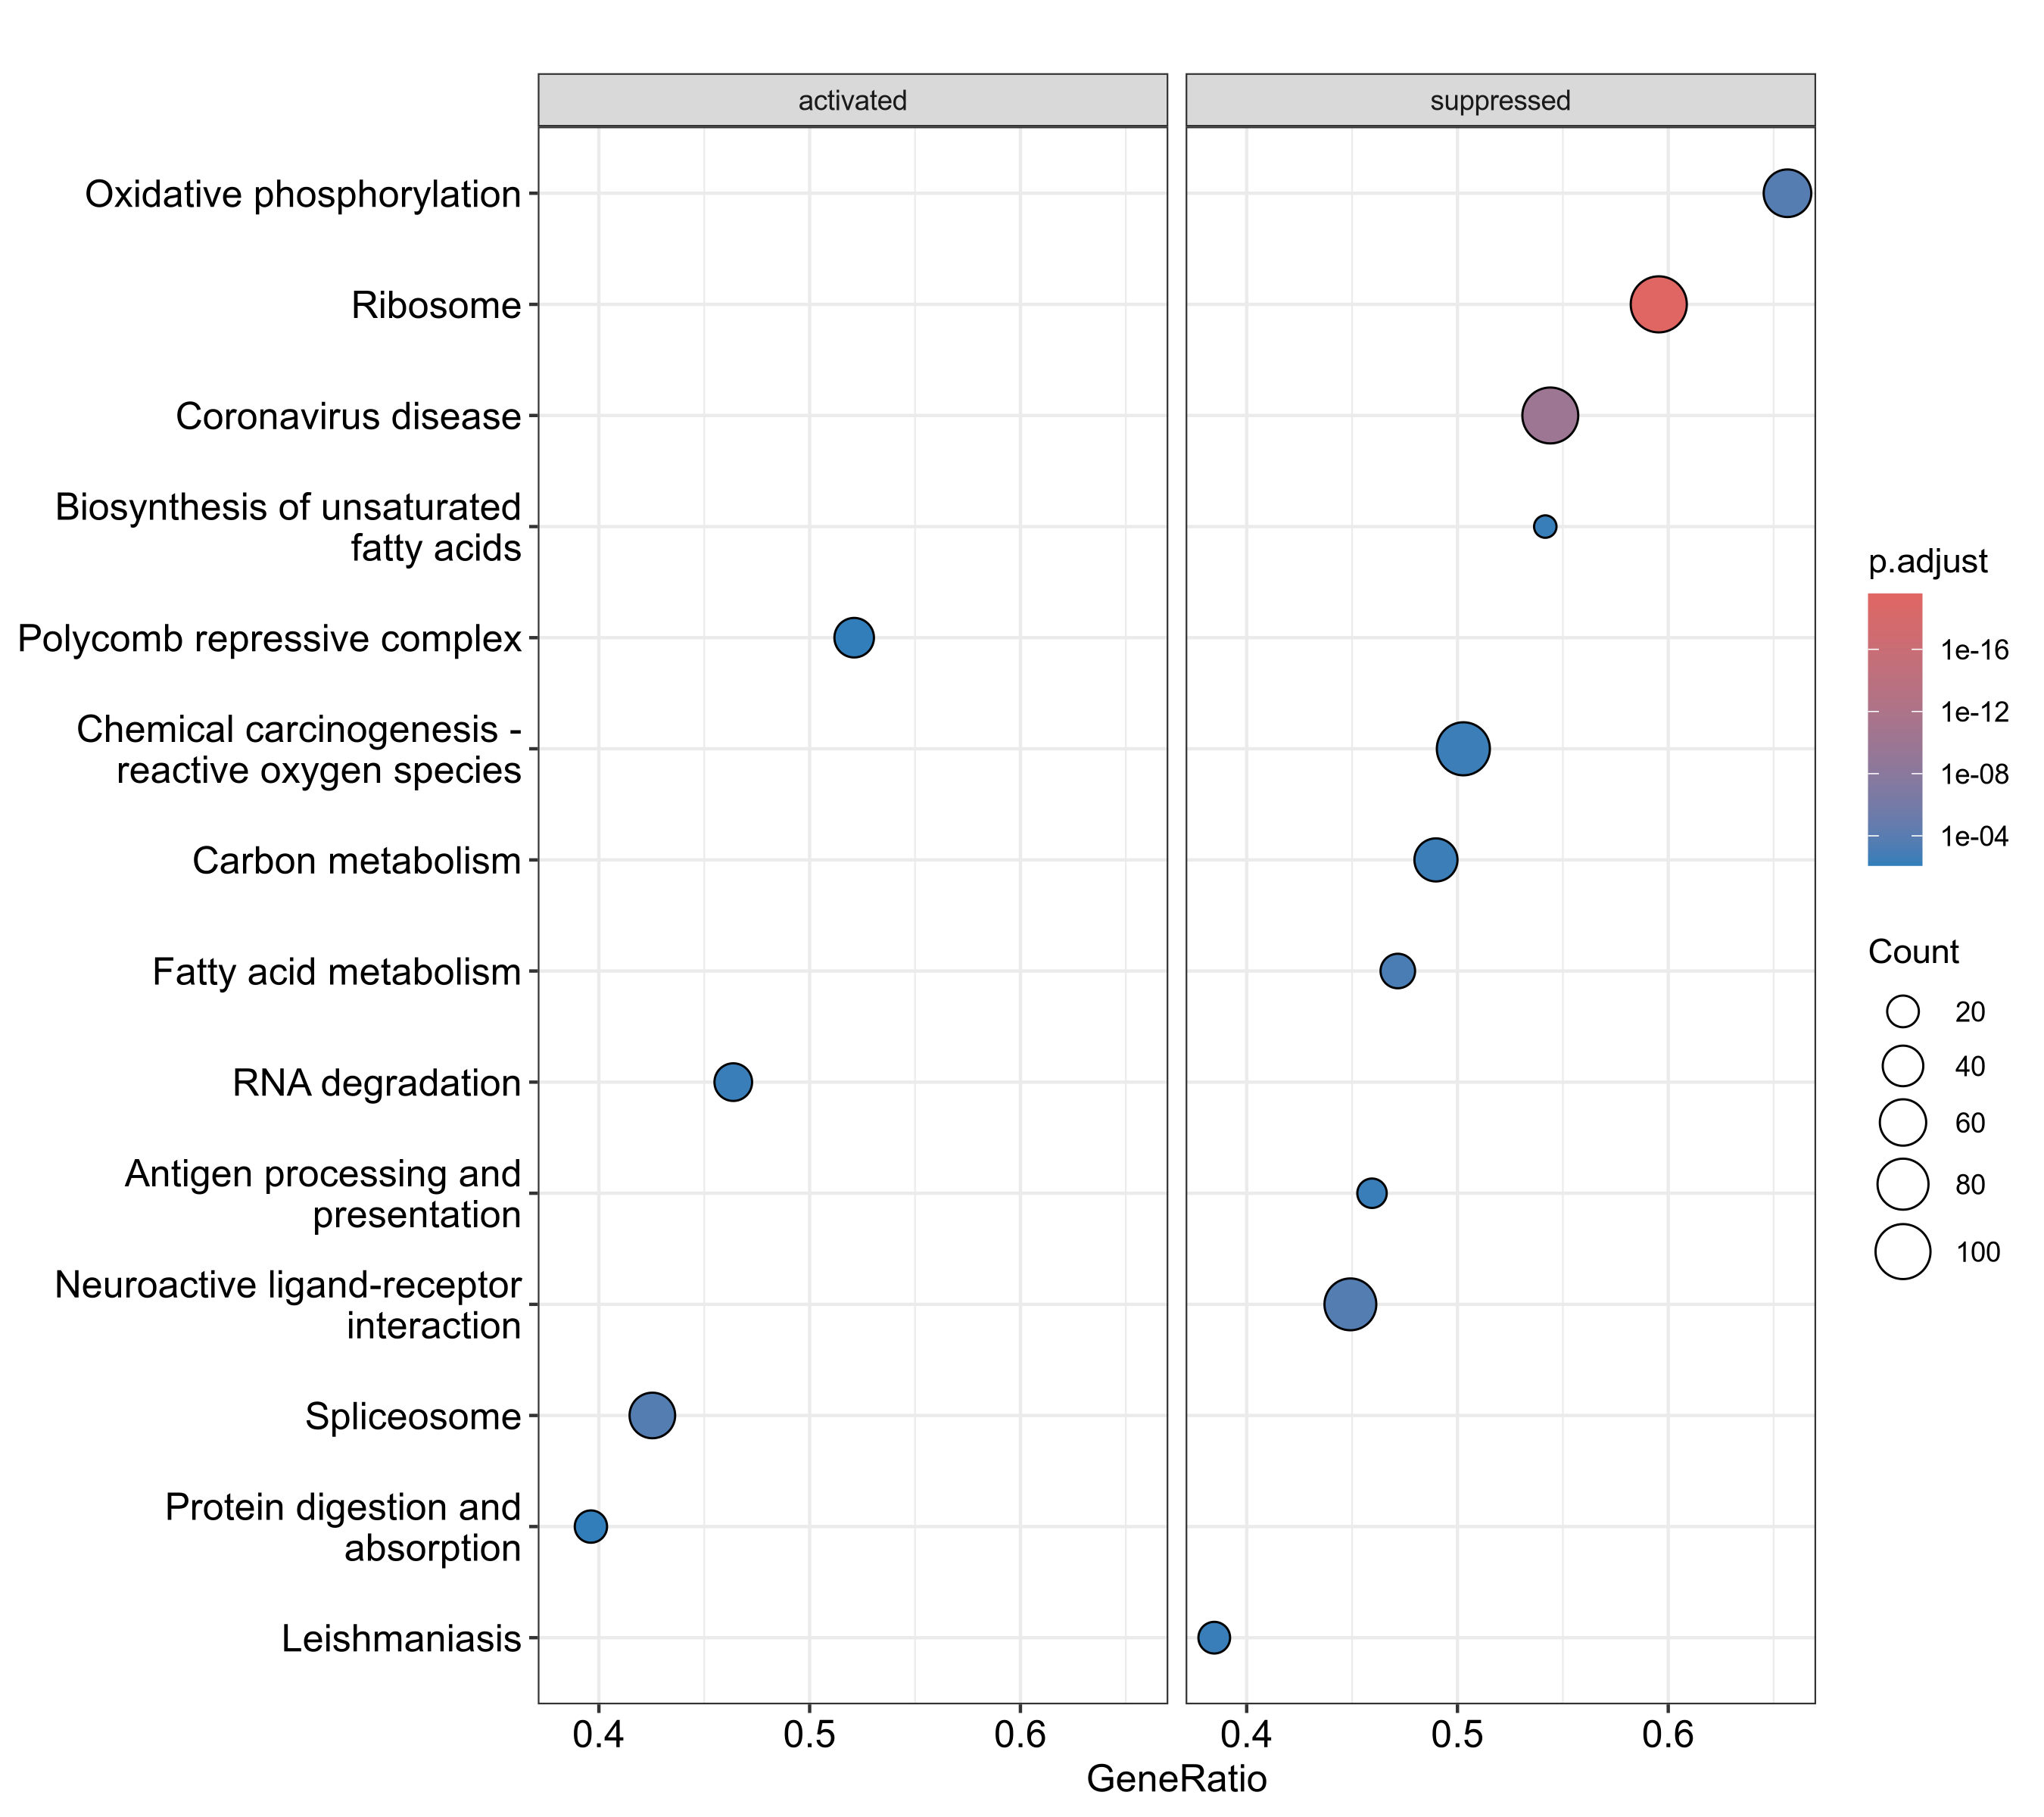 activated
suppressed
Oxidative phosphorylation
Ribosome
Coronavirus disease
Biosynthesis of unsaturated
fatty acids
Polycomb repressive complex
Chemical carcinogenesis -
reactive oxygen species
Carbon metabolism
Fatty acid metabolism
RNA degradation
Antigen processing and
presentation
Neuroactive ligand-receptor
interaction
Spliceosome
Protein digestion and
absorption
Leishmaniasis
0.4
0.5
0.6
0.4
0.5
0.6
GeneRatio
p.adjust
1e-16
1e-12
1e-08
1e-04
Count
20
40
60
80
100